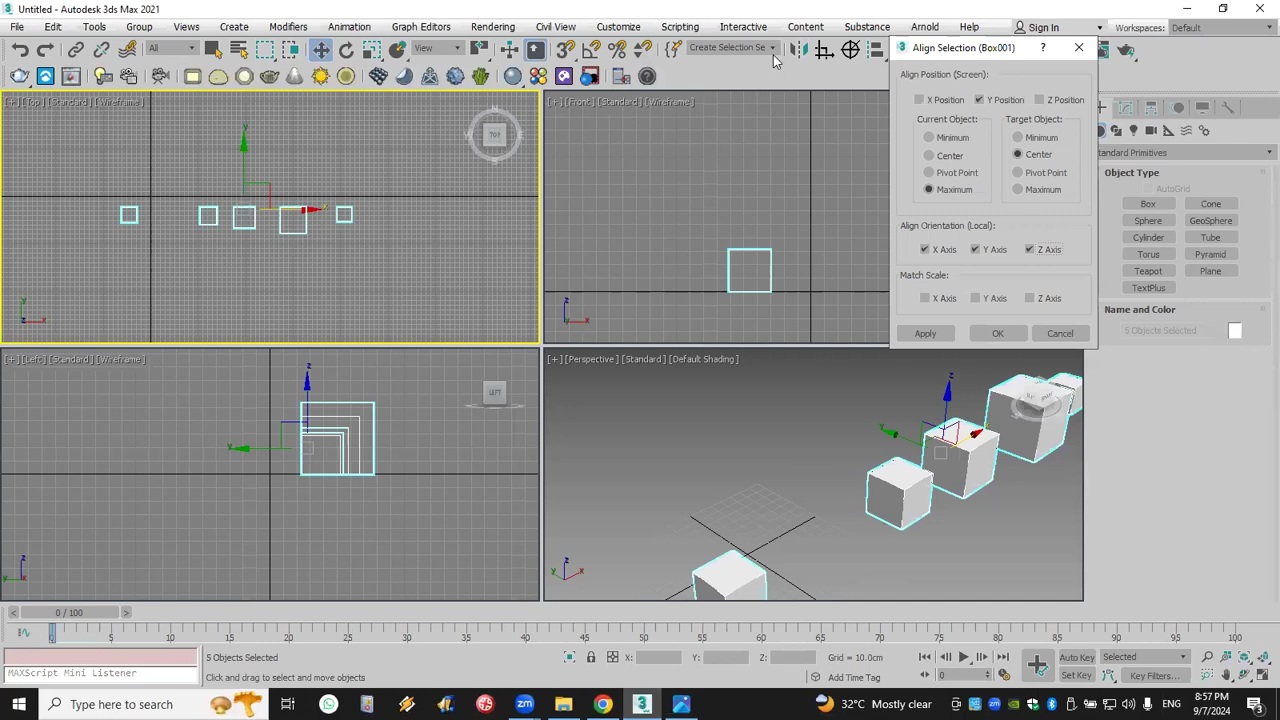 Untitled - Autodesk 3ds Max 2021
File Edit Tools Group Views Create Modifiers Animation Graph Editors Rendering Civil View Customize Scripting Interactive Content Substance Arnold Help Sign In Workspaces: Default
All View Create Selection Se
Align Selection (Box001) ?
[+] [Top] [Standard] [Wireframe]
[+] [Front] [Standard] [Wireframe]
TOP
Align Position (Screen):
X Position Y Position Z Position
Current Object: Target Object:
Minimum Minimum
Center Center
Pivot Point Pivot Point
Maximum Maximum
Align Orientation (Local):
X Axis Y Axis Z Axis
Match Scale:
X Axis Y Axis Z Axis
Apply OK Cancel
tandard Primitives
Object Type
AutoGrid
Box Cone
Sphere GeoSphere
Cylinder Tube
Torus Pyramid
Teapot Plane
TextPlus
Name and Color
5 Objects Selected
[+] [Left] [Standard] [Wireframe]
[+] [Perspective] [Standard] [Default Shading]
LEFT
0 / 100
0 5 10 15 20 25 30 35 40 45 50 55 60 65 70 75 80 85 90 95 100
5 Objects Selected
X: Y: Z: Grid = 10.0cm
Auto Key Selected
MAXScript Mini Listener
Click and drag to select and move objects
Add Time Tag
0
Set Key Key Filters...
Type here to search
32°C Mostly clear
ENG
8:57 PM
9/7/2024